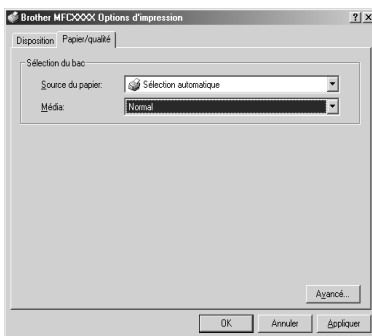 Brother MFCXXXX Options d'impression
Disposition Papier/qualité
Sélection du bac
Source du papier: Sélection automatique
Média: Normal
Avancé...
OK Annuler Appliquer